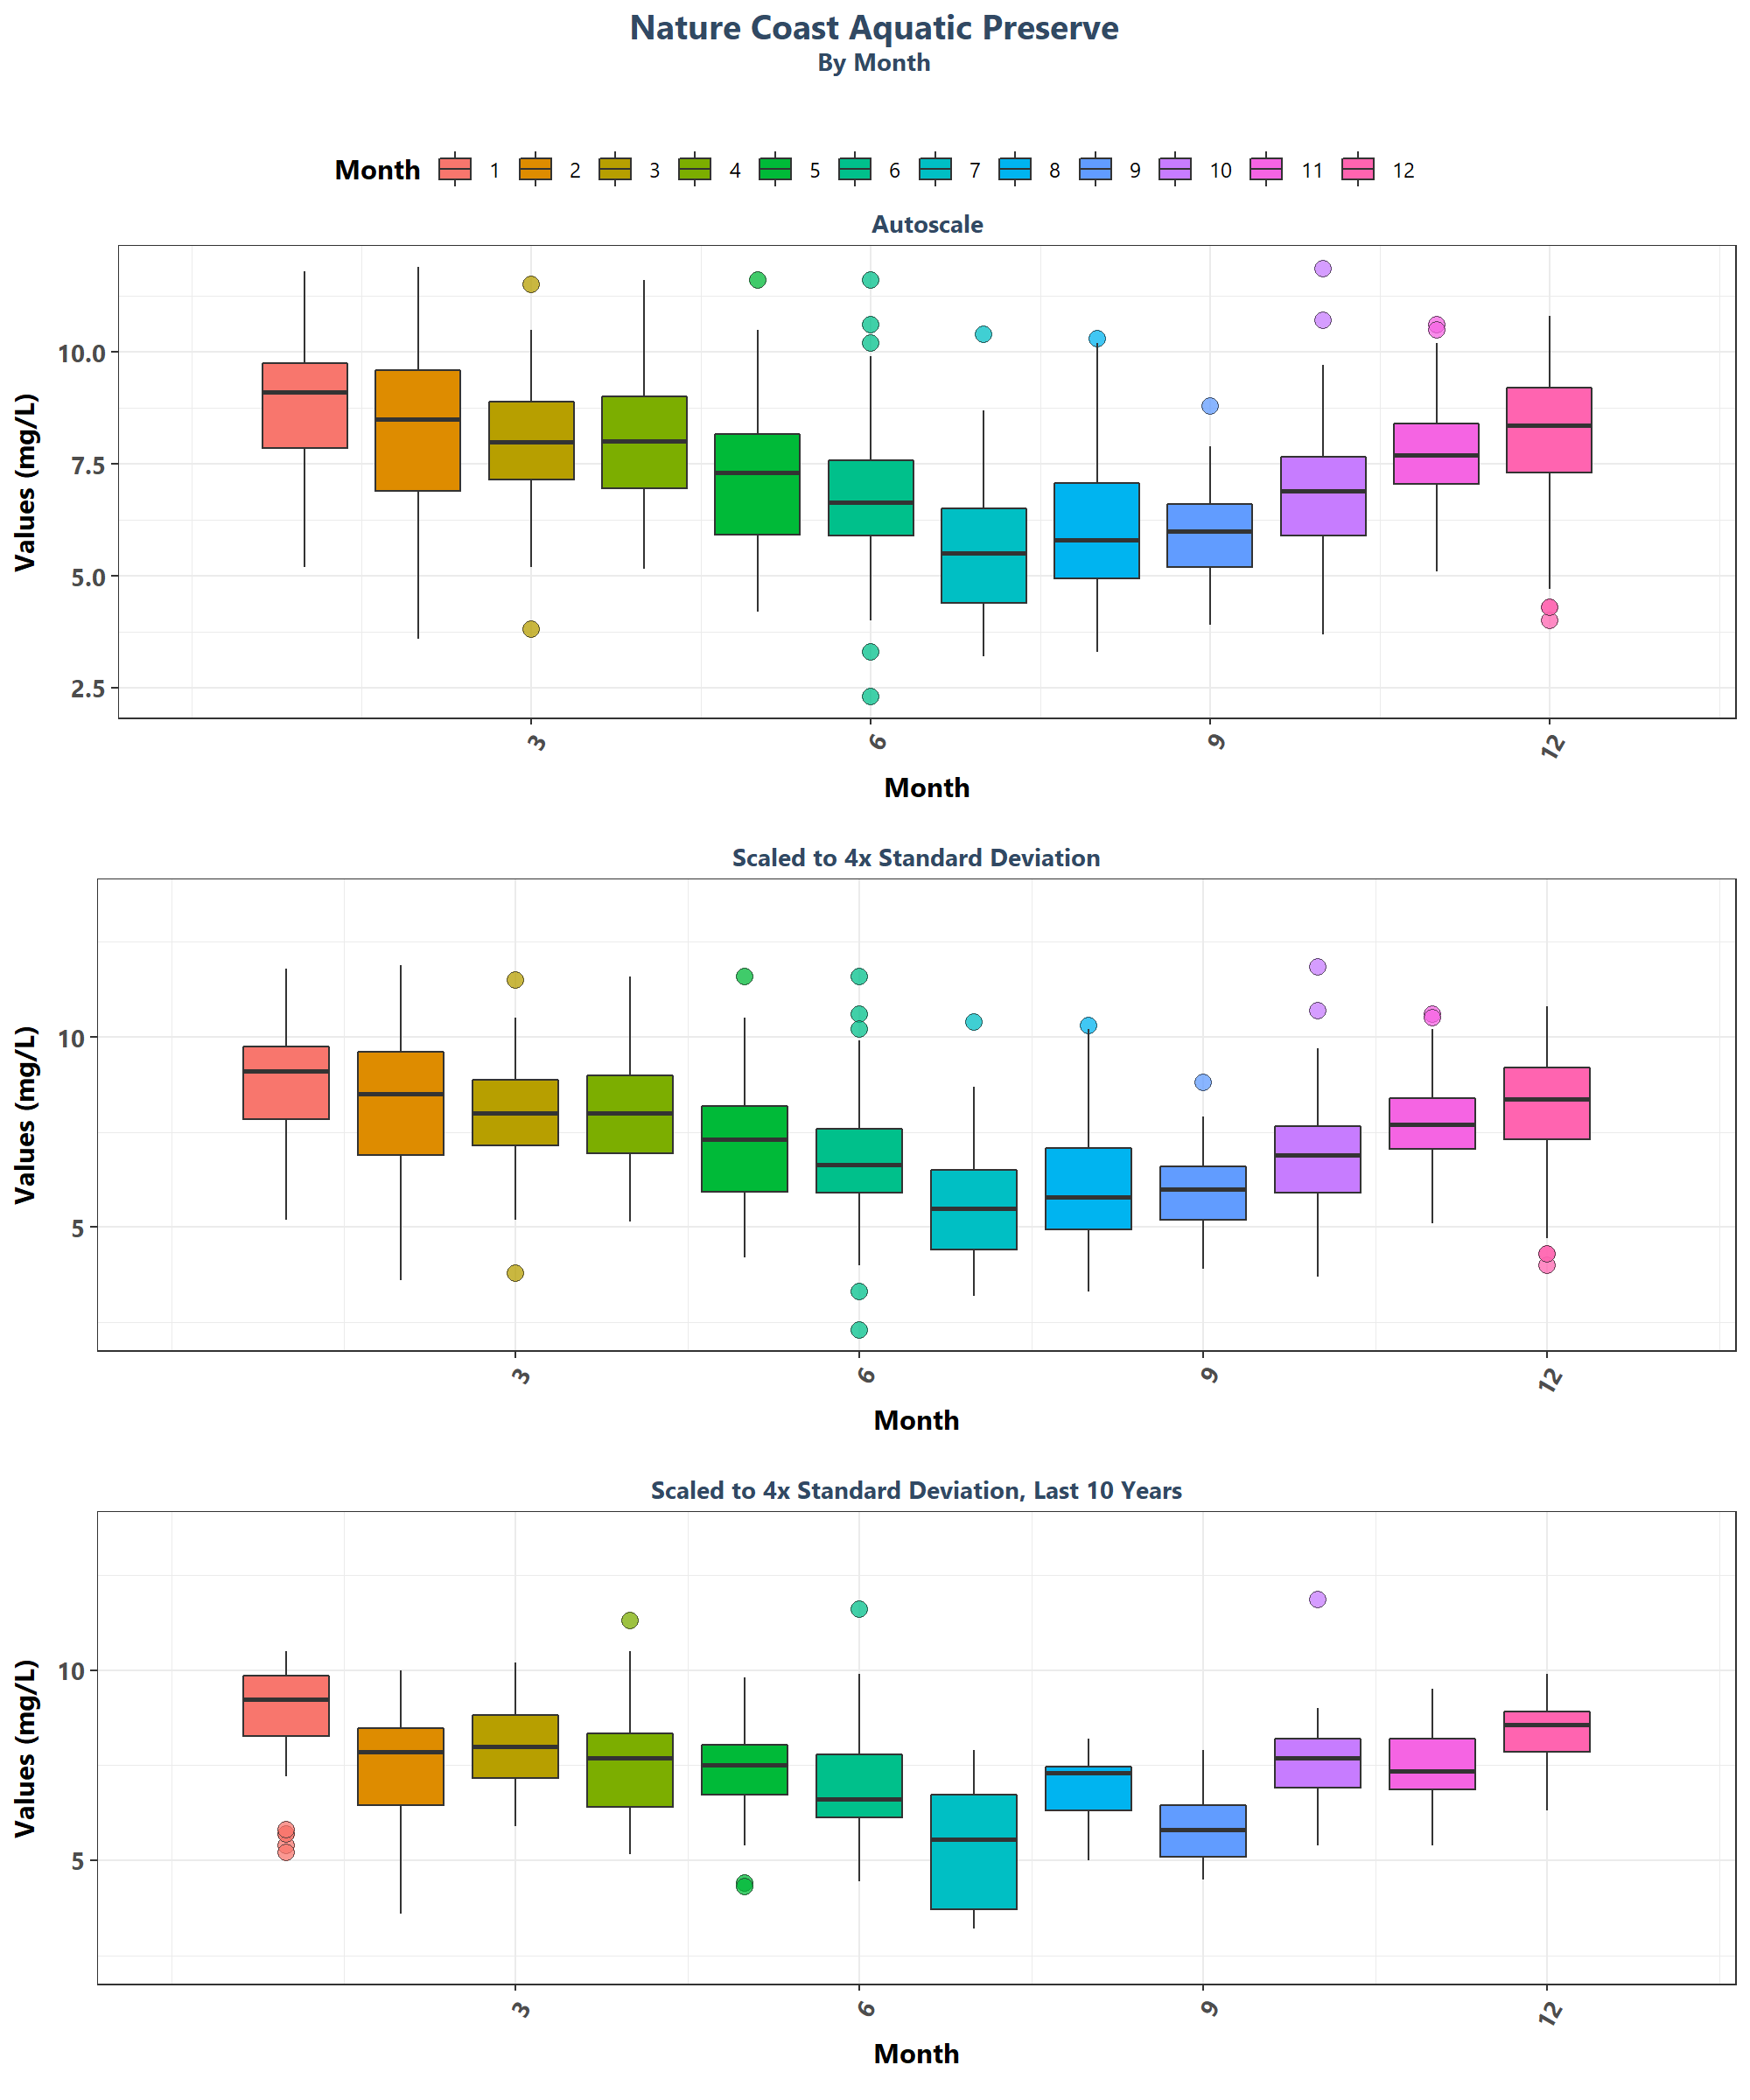 Nature Coast Aquatic Preserve
By Month
Month 1 2 3 4 5 6 7 8 9 10 11 12
Autoscale
Values (mg/L)
10.0
7.5
5.0
2.5
3 6 9 12
Month
Scaled to 4x Standard Deviation
Values (mg/L)
10
5
3 6 9 12
Month
Scaled to 4x Standard Deviation, Last 10 Years
Values (mg/L)
10
5
3 6 9 12
Month